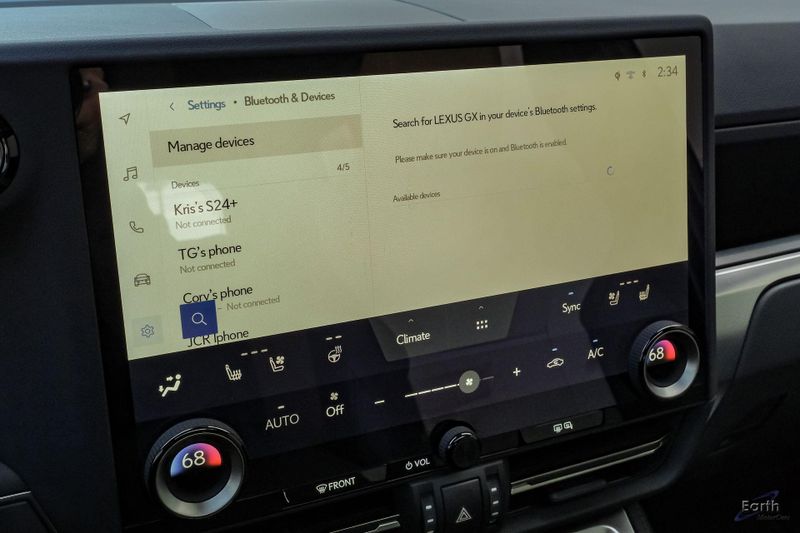 Settings • Bluetooth & Devices
2:34
Manage devices
Devices 4/5
Kris's S24+
Not connected
TG's phone
Not connected
Cory's phone
Not connected
JCR Iphone
Search for LEXUS GX in your device's Bluetooth settings.
Please make sure your device is on and Bluetooth is enabled.
Available devices
Climate
Sync
AUTO
Off
A/C
68
68
FRONT
VOL
Earth
MotorCars